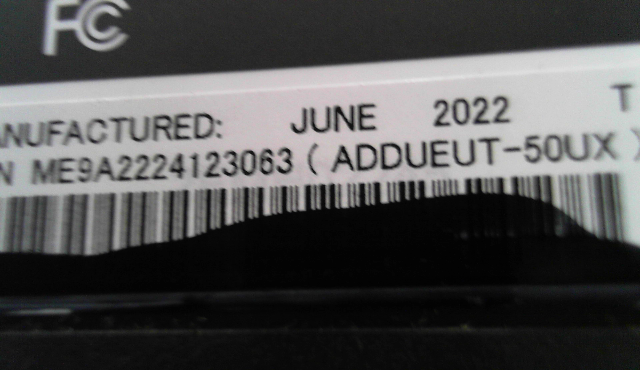 FC
ANUFACTURED: JUNE 2022 T
N ME9A2224123063 ( ADDUEUT-50UX )